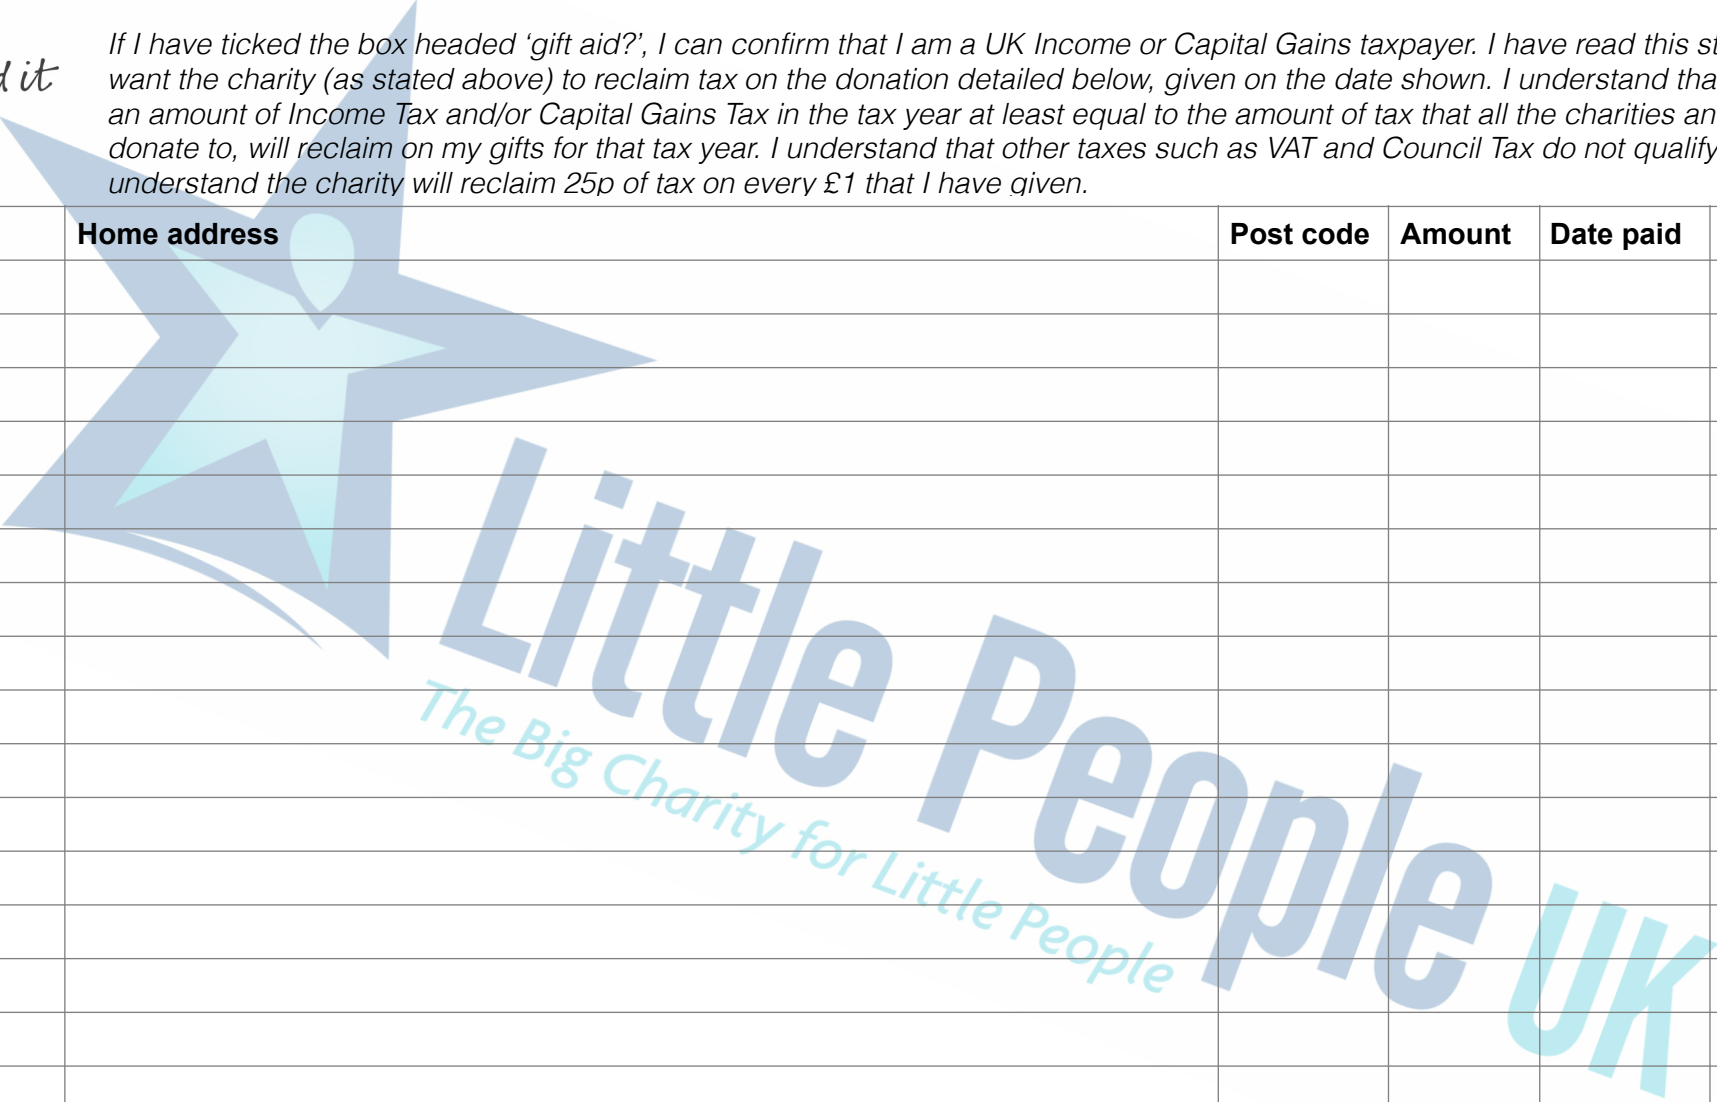 If I have ticked the box headed ‘gift aid?’, I can confirm that I am a UK Income or Capital Gains taxpayer. I have read this st
d it
want the charity (as stated above) to reclaim tax on the donation detailed below, given on the date shown. I understand tha
an amount of Income Tax and/or Capital Gains Tax in the tax year at least equal to the amount of tax that all the charities an
donate to, will reclaim on my gifts for that tax year. I understand that other taxes such as VAT and Council Tax do not qualify
understand the charity will reclaim 25p of tax on every £1 that I have given.
Home address Post code Amount Date paid
Little People UK
The Big Charity for Little People